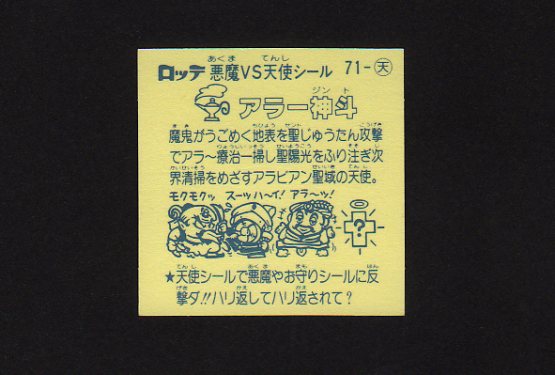 ロッテ 悪魔VS天使シール 71-天
アラー神斗
魔鬼がうごめく地表を聖じゅうたん攻撃
でアラ〜療治一掃し聖陽光をふり注ぎ次
界清掃をめざすアラビアン聖域の天使。
モクモクッ スーツハ〜イ! アラ〜ッ!
?
★天使シールで悪魔やお守りシールに反
撃ダ!!ハリ返してハリ返されて?